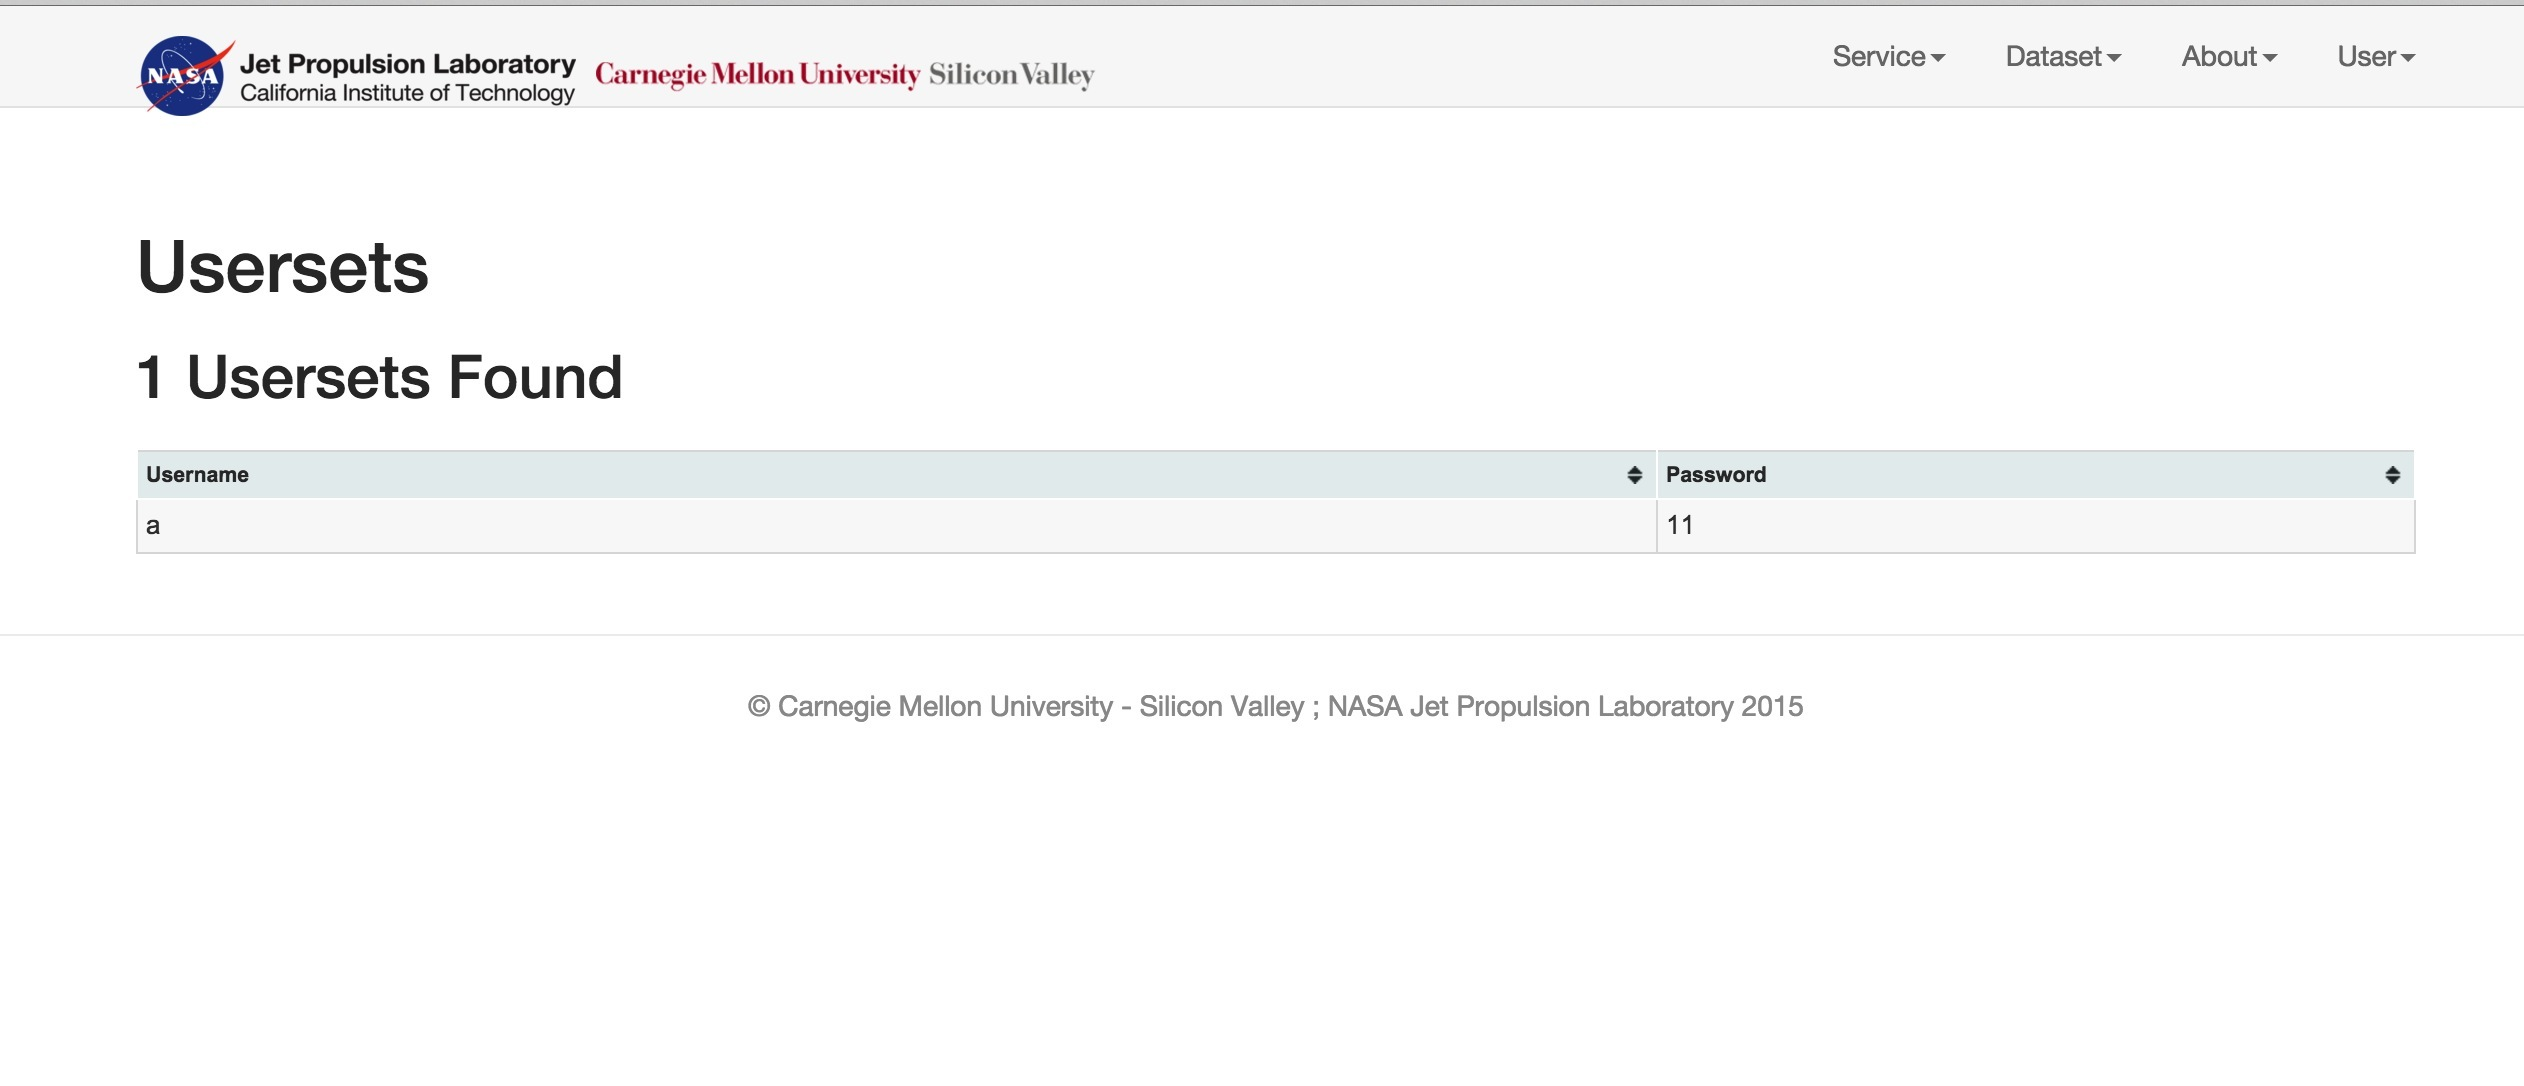 Service Dataset About User
NASA Jet Propulsion Laboratory
California Institute of Technology
Carnegie Mellon University Silicon Valley
Usersets
1 Usersets Found
Username Password
a 11
© Carnegie Mellon University - Silicon Valley ; NASA Jet Propulsion Laboratory 2015